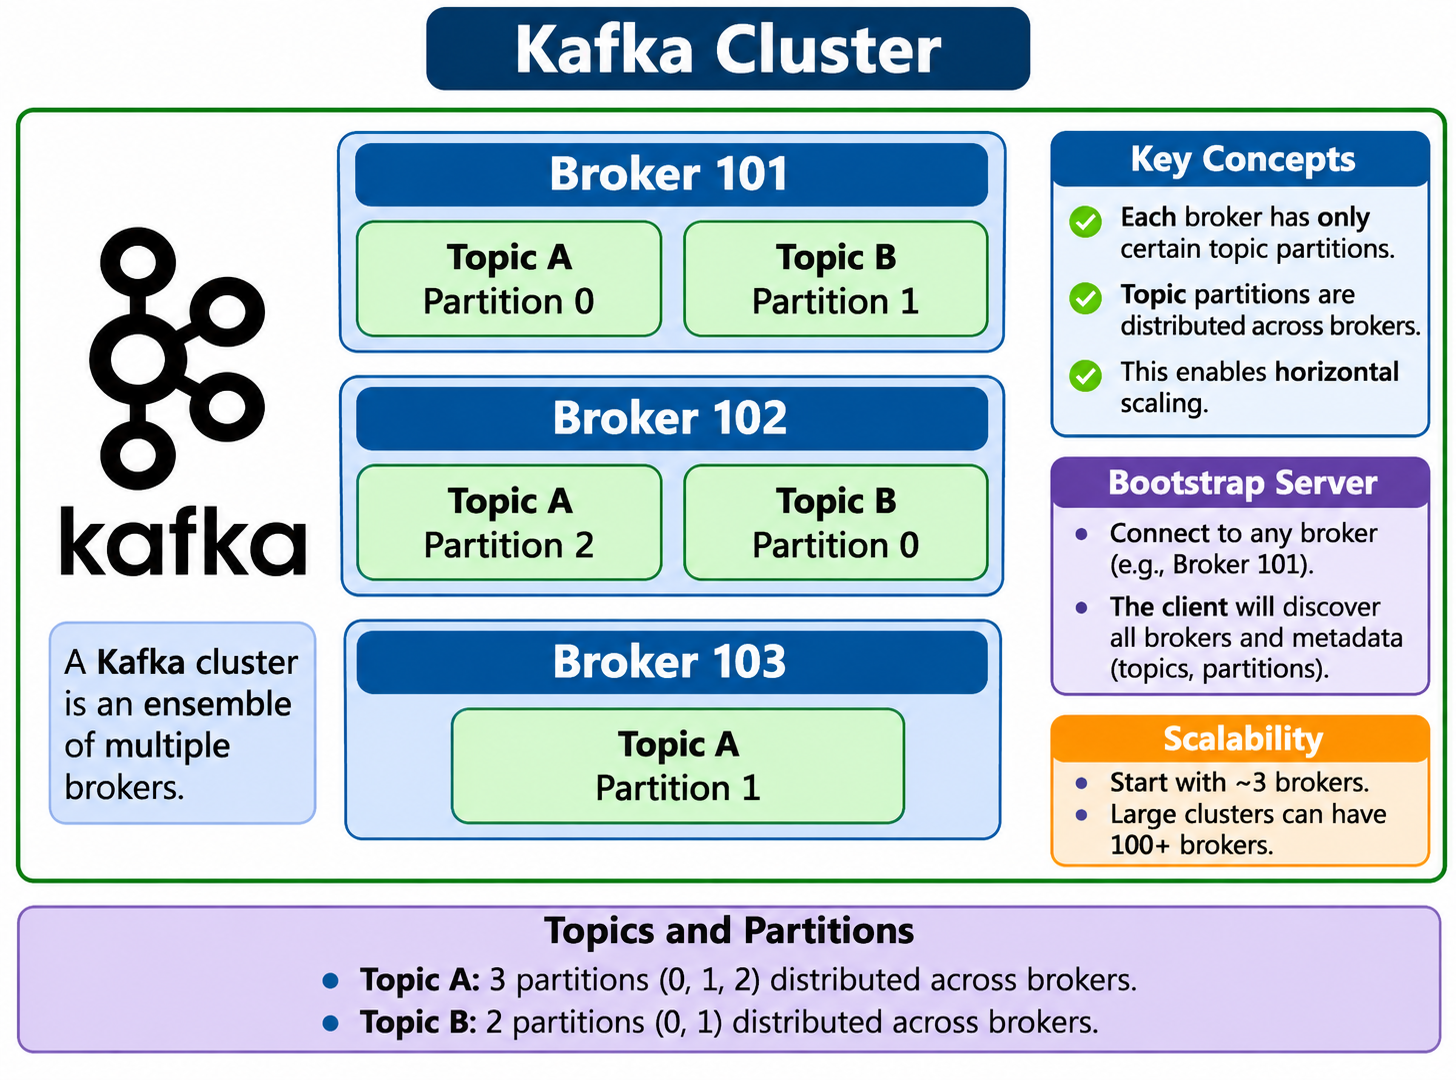 Kafka Cluster
kafka
A Kafka cluster
is an ensemble
of multiple
brokers.
Broker 101
Topic A
Partition 0
Topic B
Partition 1
Broker 102
Topic A
Partition 2
Topic B
Partition 0
Broker 103
Topic A
Partition 1
Key Concepts
Each broker has only
certain topic partitions.
Topic partitions are
distributed across brokers.
This enables horizontal
scaling.
Bootstrap Server
• Connect to any broker
(e.g., Broker 101).
• The client will discover
all brokers and metadata
(topics, partitions).
Scalability
• Start with ~3 brokers.
• Large clusters can have
100+ brokers.
Topics and Partitions
• Topic A: 3 partitions (0, 1, 2) distributed across brokers.
• Topic B: 2 partitions (0, 1) distributed across brokers.